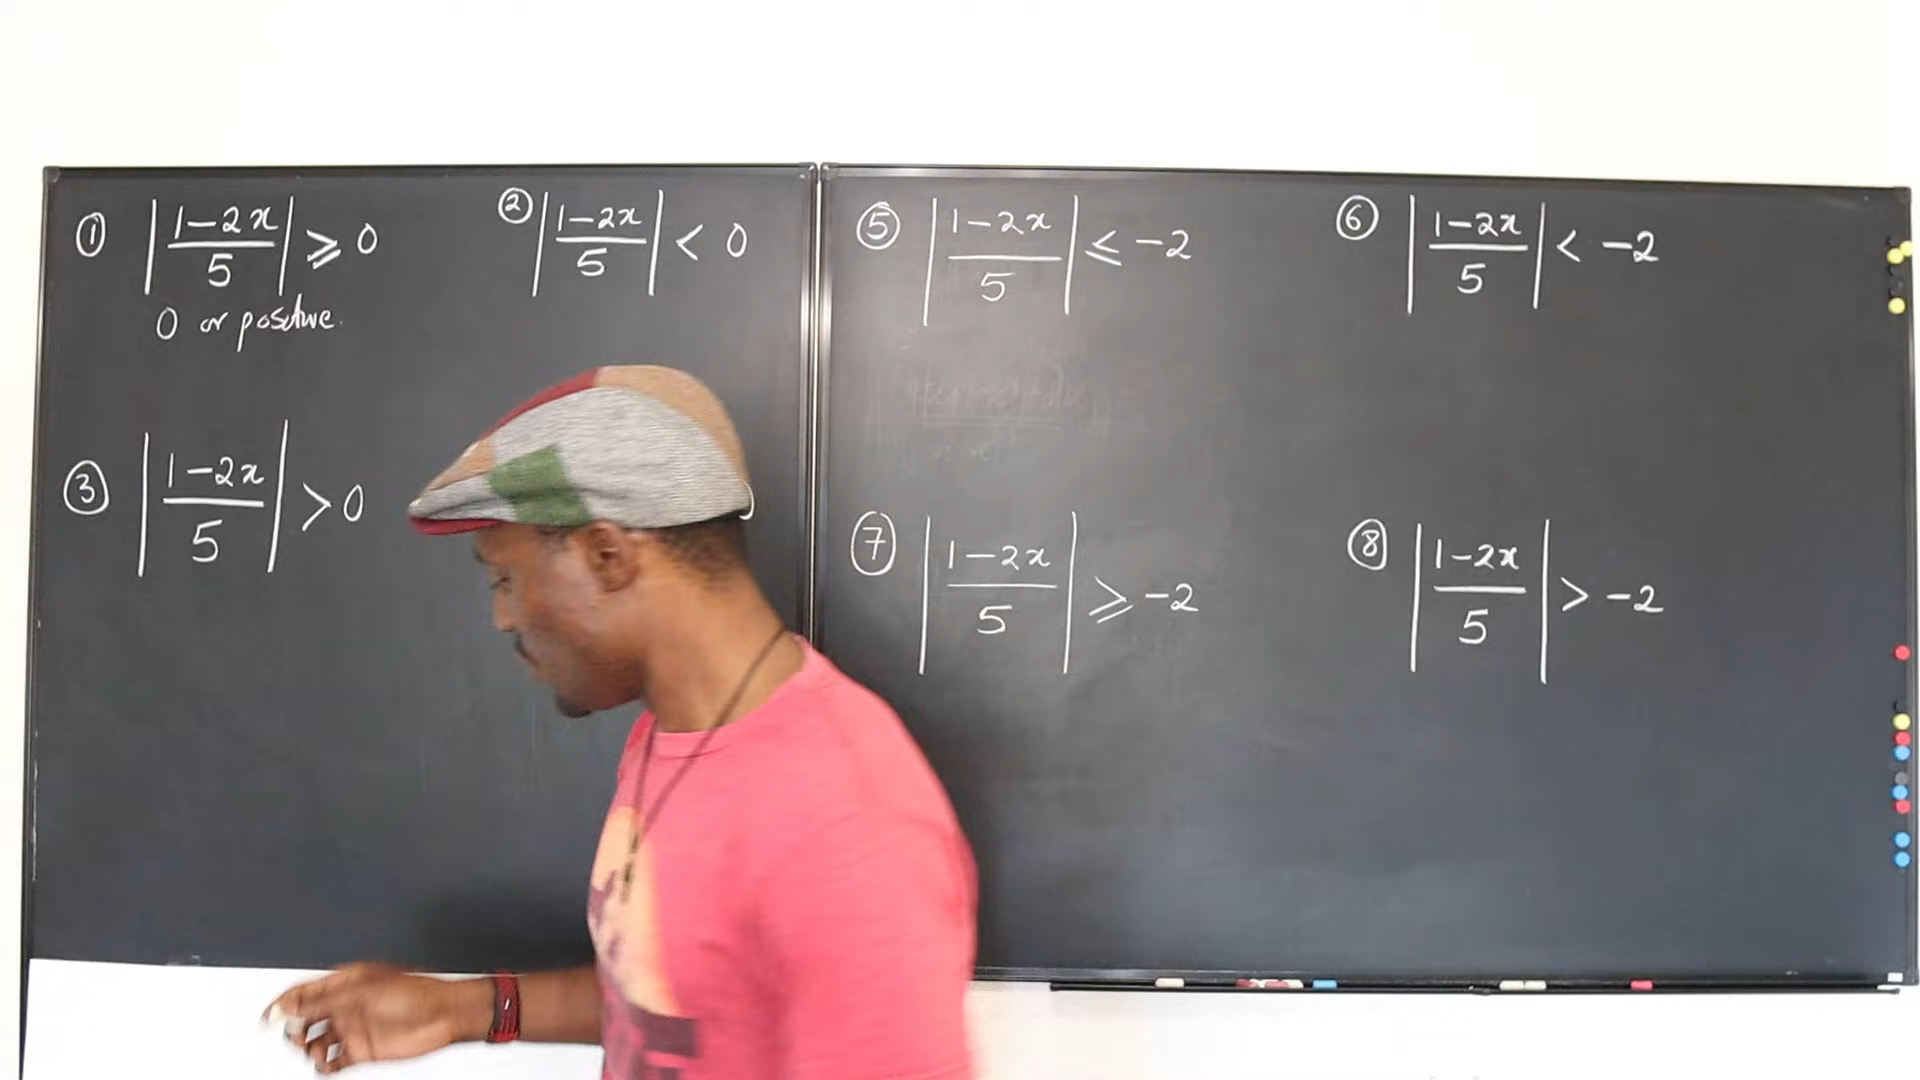 ① |(1-2x)/5| ≥ 0
0 or positive.
② |(1-2x)/5| < 0
③ |(1-2x)/5| > 0
⑤ |(1-2x)/5| ≤ -2
⑥ |(1-2x)/5| < -2
⑦ |(1-2x)/5| ≥ -2
⑧ |(1-2x)/5| > -2